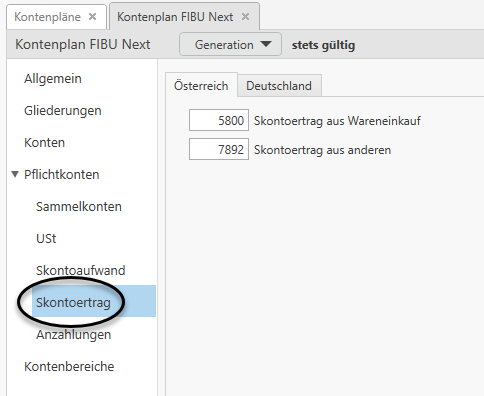 Kontenpläne
Kontenplan FIBU Next
Kontenplan FIBU Next Generation stets gültig
Allgemein
Gliederungen
Konten
Pflichtkonten
Sammelkonten
USt
Skontoaufwand
Skontoertrag
Anzahlungen
Kontenbereiche
Österreich Deutschland
5800 Skontoertrag aus Wareneinkauf
7892 Skontoertrag aus anderen